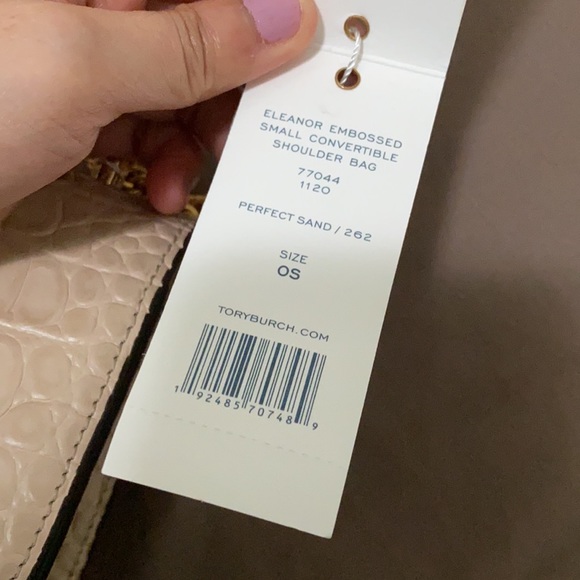 ELEANOR EMBOSSED
SMALL CONVERTIBLE
SHOULDER BAG
77044
1120
PERFECT SAND / 262
SIZE
OS
TORYBURCH.COM
1 92485 70748 9